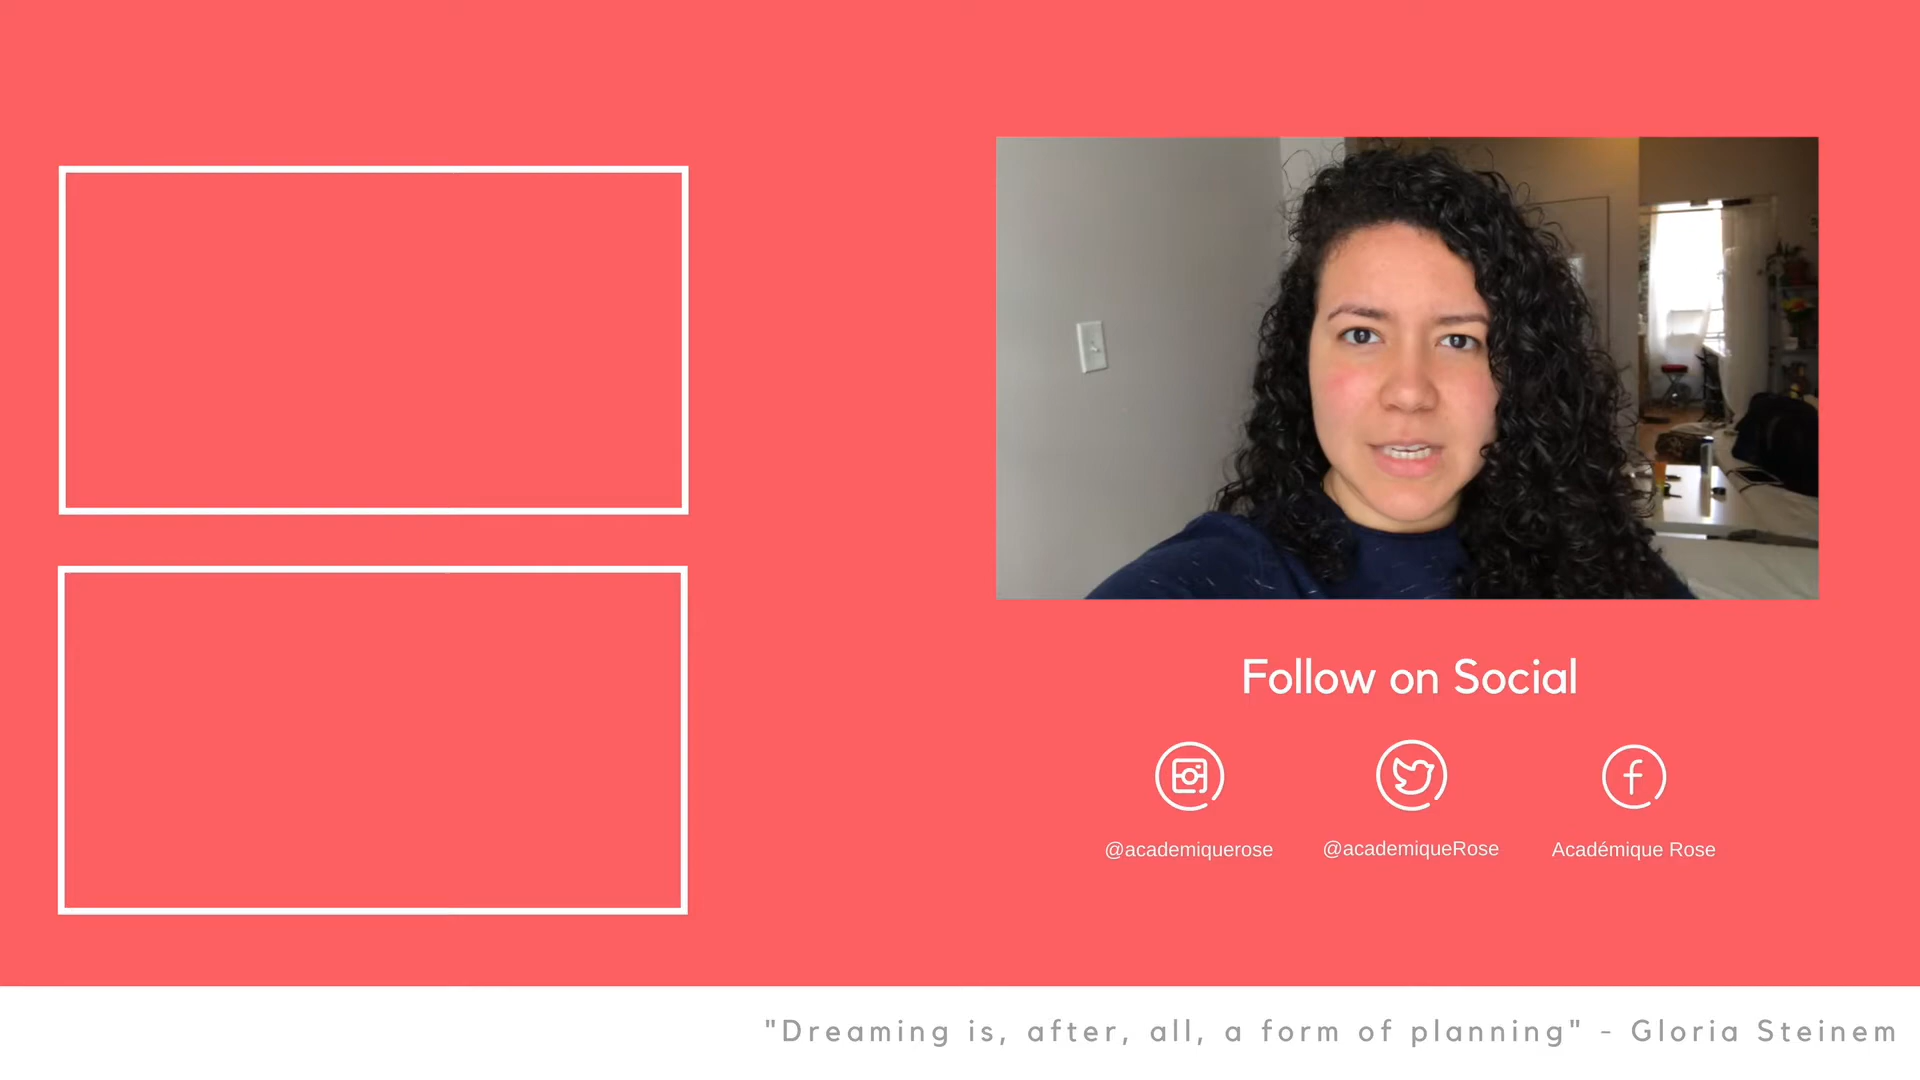 Follow on Social
@academiquerose @academiqueRose Académique Rose
"Dreaming is, after, all, a form of planning" - Gloria Steinem